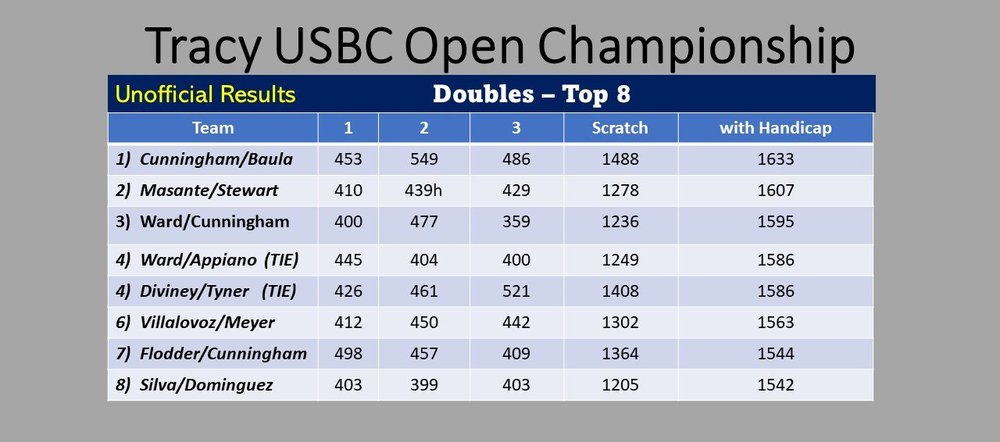 Tracy USBC Open Championship
Unofficial Results Doubles – Top 8
Team 1 2 3 Scratch with Handicap
1) Cunningham/Baula 453 549 486 1488 1633
2) Masante/Stewart 410 439h 429 1278 1607
3) Ward/Cunningham 400 477 359 1236 1595
4) Ward/Appiano (TIE) 445 404 400 1249 1586
4) Diviney/Tyner (TIE) 426 461 521 1408 1586
6) Villalovoz/Meyer 412 450 442 1302 1563
7) Flodder/Cunningham 498 457 409 1364 1544
8) Silva/Dominguez 403 399 403 1205 1542